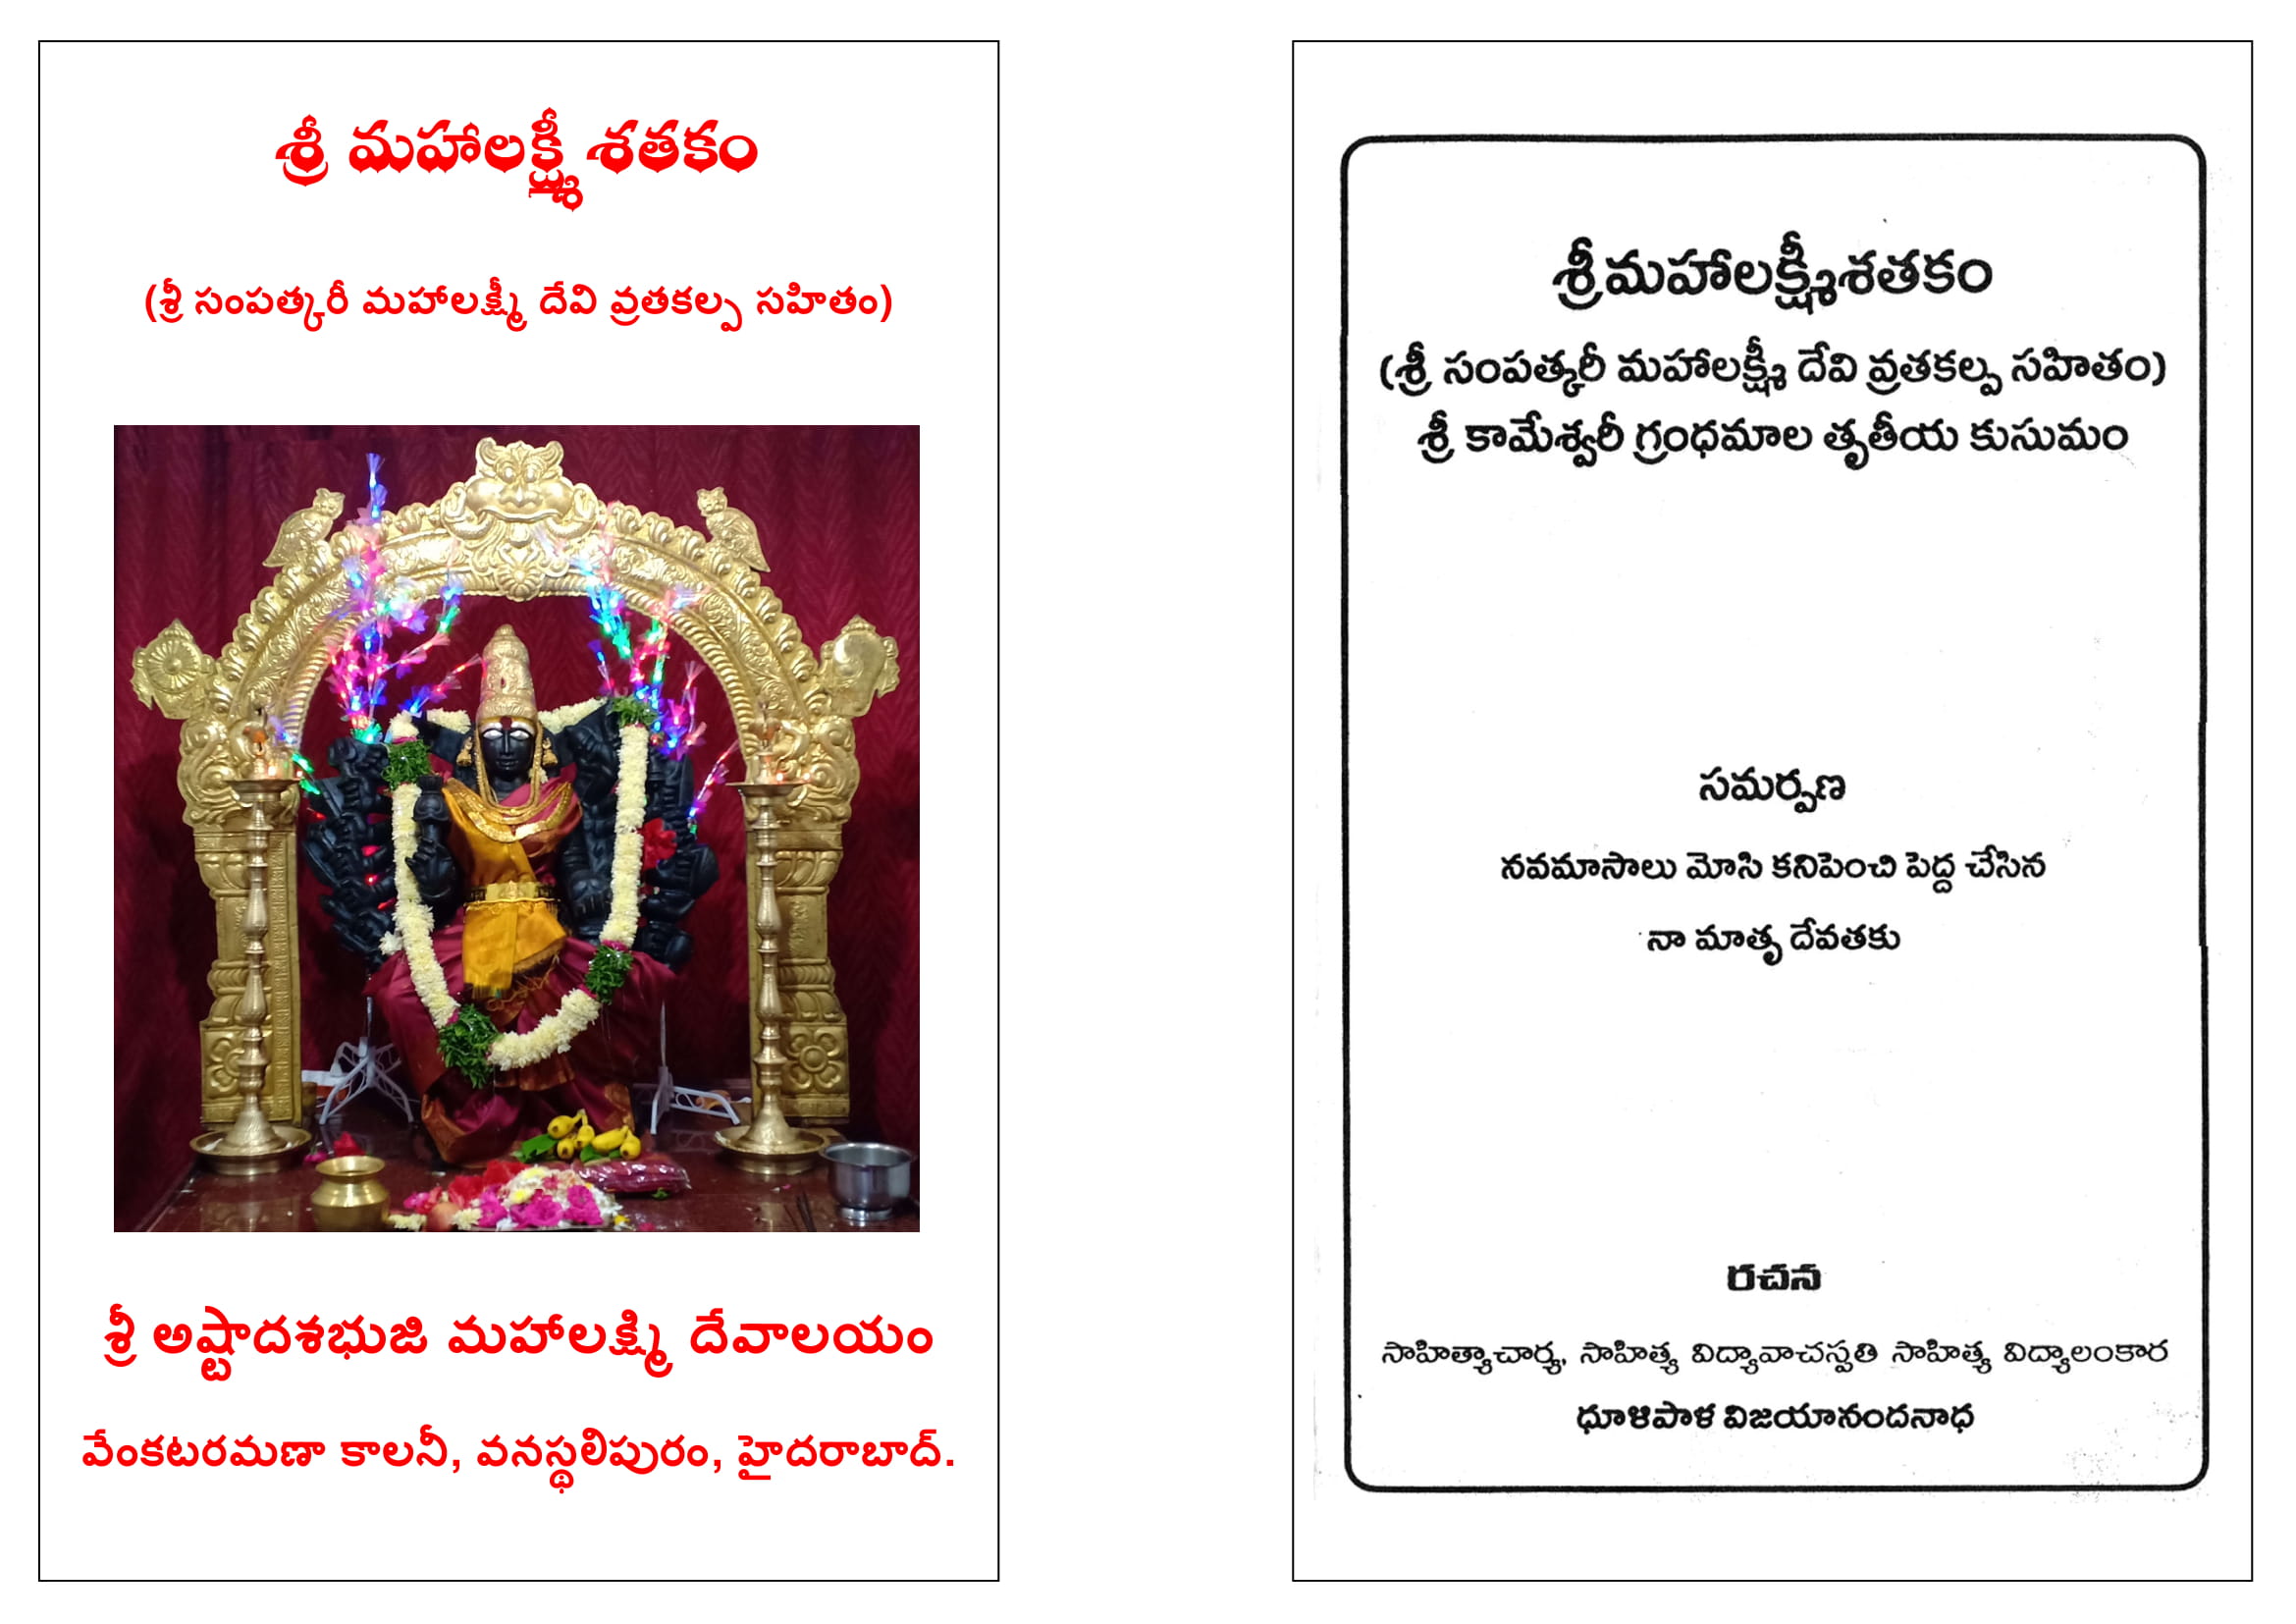 శ్రీ మహాలక్ష్మీ శతకం
(శ్రీ సంపత్కరీ మహాలక్ష్మీ దేవి వ్రతకల్ప సహితం)
శ్రీ అష్టాదశభుజి మహాలక్ష్మి దేవాలయం
వేంకటరమణా కాలనీ, వనస్థలిపురం, హైదరాబాద్.
శ్రీమహాలక్ష్మీశతకం
(శ్రీ సంపత్కరీ మహాలక్ష్మీ దేవి వ్రతకల్ప సహితం)
శ్రీ కామేశ్వరీ గ్రంధమాల తృతీయ కుసుమం
సమర్పణ
నవమాసాలు మోసి కనిపెంచి పెద్ద చేసిన
నా మాతృ దేవతకు
రచన
సాహిత్యాచార్య, సాహిత్య విద్యావాచస్పతి సాహిత్య విద్యాలంకార
ధూళిపాళ విజయానందనాధ